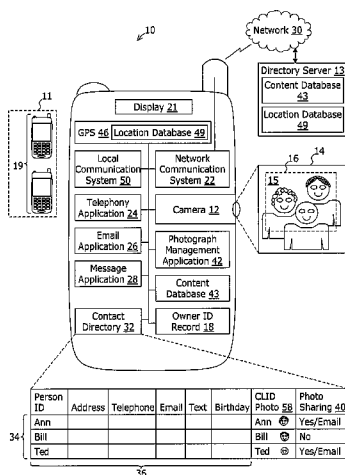 10
Network 30
Directory Server 13
Content Database
43
Location Database
49
Display 21
GPS 46 Location Database 49
11
19
Local
Communication
System 50
Network
Communication
System 22
14
16
15
Telephony
Application 24
Camera 12
Email
Application 26
Photograph
Management
Application 42
Message
Application 28
Content
Database 43
Contact
Directory 32
Owner ID
Record 18
Person ID Address Telephone Email Text Birthday CLID Photo 58 Photo Sharing 40
34
Ann Ann Yes/Email
Bill Bill No
Ted Ted Yes/Email
36